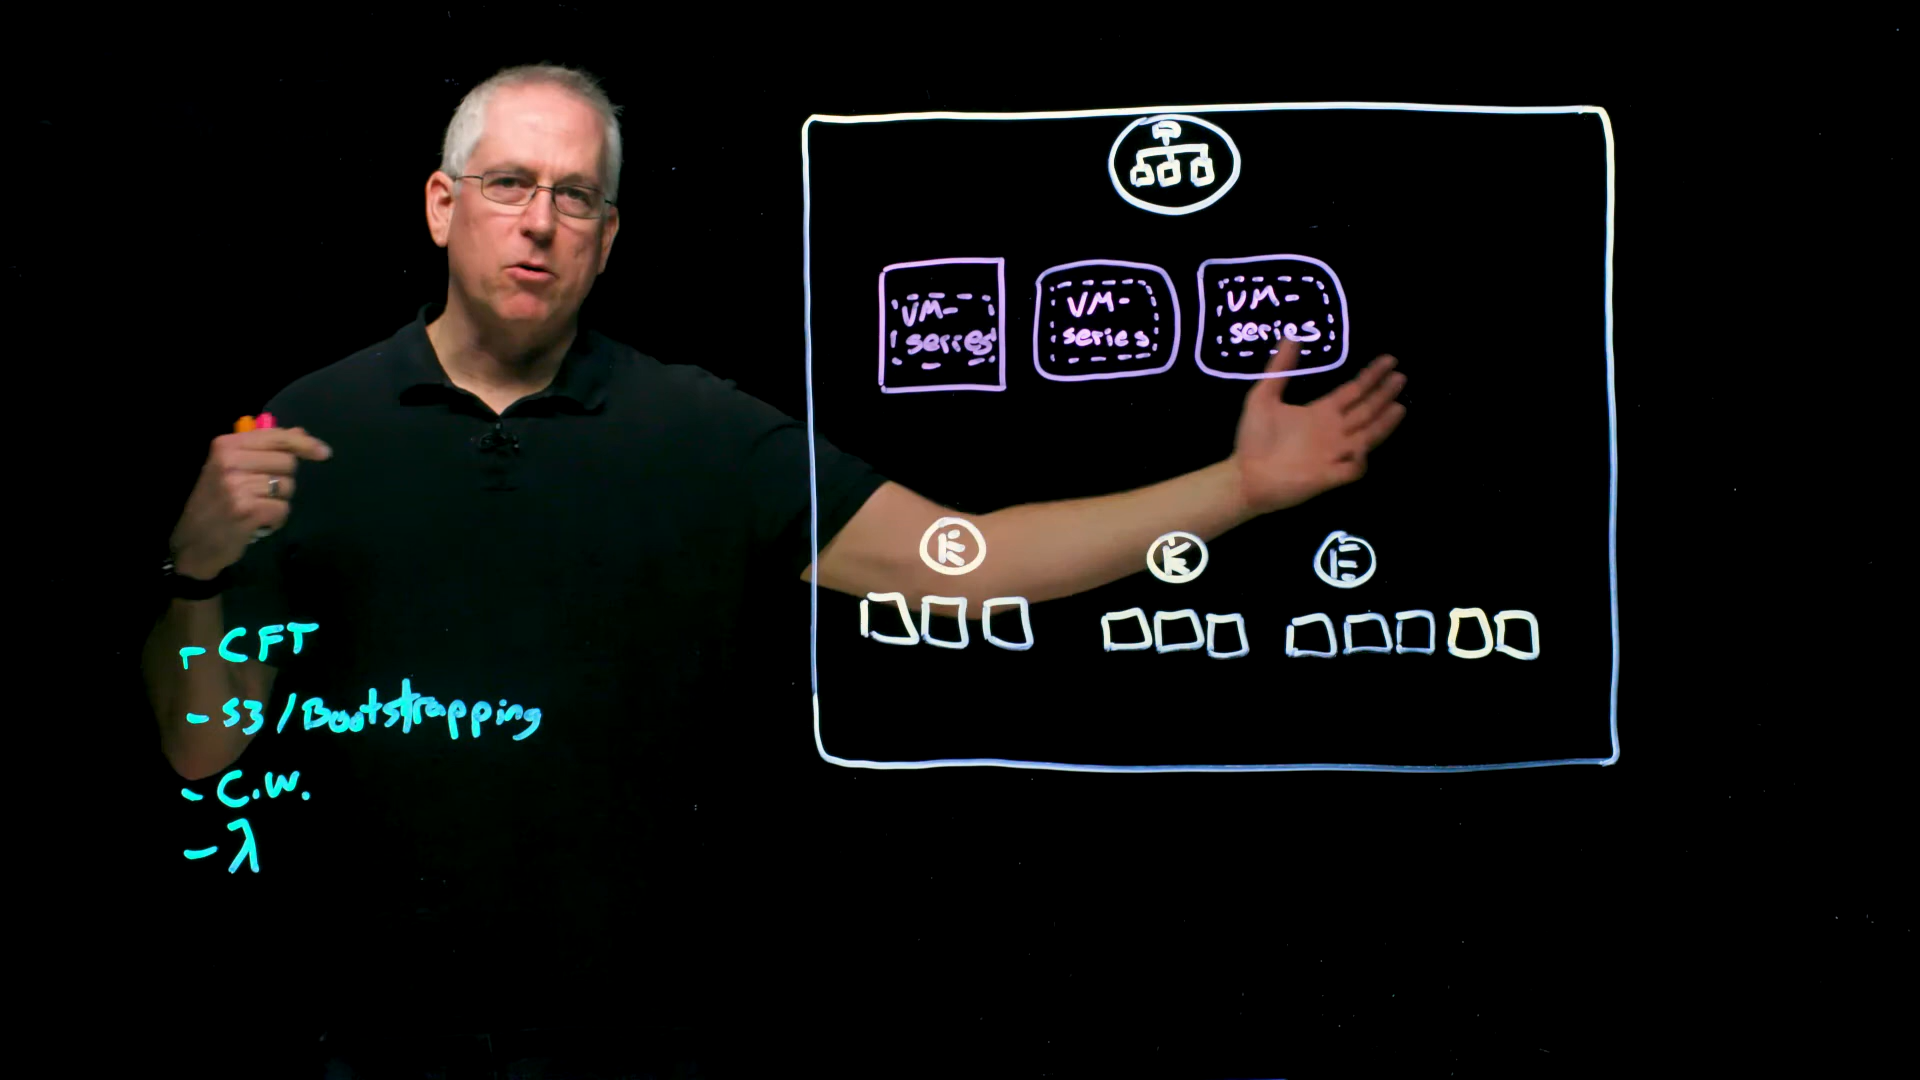 VM-
series
VM-
series
VM-
series
K
K
E
- CFT
- S3/Bootstrapping
- C.W.
- λ